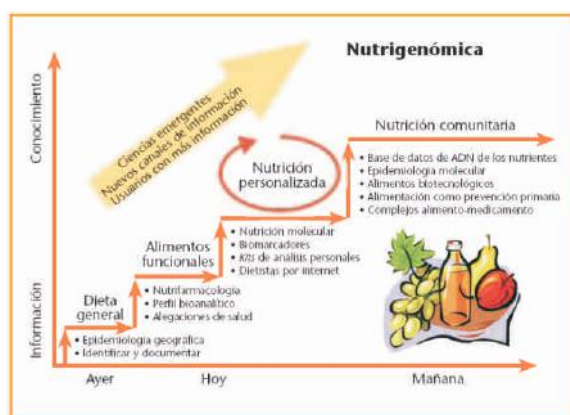 Nutrigenómica
Conocimiento
Información
Ciencias emergentes
Nuevos canales de información
Usuarios con más información
Nutrición comunitaria
• Base de datos de ADN de los nutrientes
• Epidemiología molecular
• Alimentos biotecnológicos
• Alimentación como prevención primaria
• Complejos alimento-medicamento
Nutrición
personalizada
• Nutrición molecular
• Biomarcadores
• Kits de análisis personales
• Dietistas por internet
Alimentos
funcionales
• Nutrifarmacología
• Perfil bioanalítico
• Alegaciones de salud
Dieta
general
• Epidemiología geográfica
• Identificar y documentar
Ayer
Hoy
Mañana